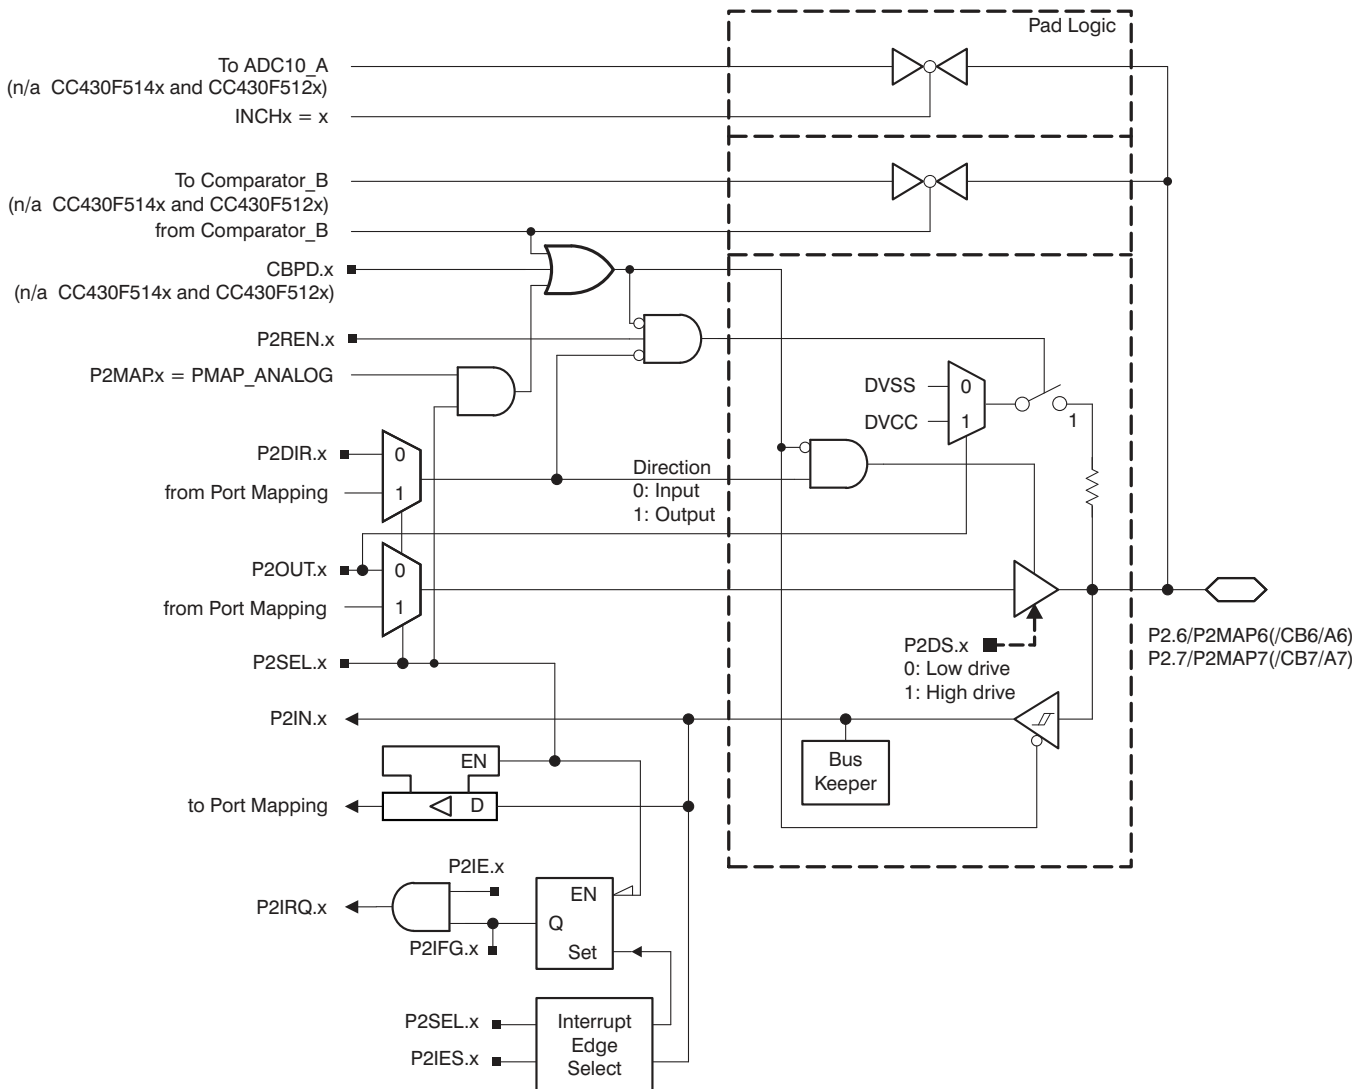 Pad Logic
To ADC10_A
(n/a CC430F514x and CC430F512x)
INCHx = x
To Comparator_B
(n/a CC430F514x and CC430F512x)
from Comparator_B
CBPD.x
(n/a CC430F514x and CC430F512x)
P2REN.x
P2MAP.x = PMAP_ANALOG
DVSS
0
DVCC
1
1
P2DIR.x
0
from Port Mapping
1
Direction
0: Input
1: Output
P2OUT.x
0
from Port Mapping
1
P2SEL.x
P2DS.x
0: Low drive
1: High drive
P2.6/P2MAP6(/CB6/A6)
P2.7/P2MAP7(/CB7/A7)
P2IN.x
Bus
Keeper
EN
to Port Mapping
D
P2IE.x
P2IRQ.x
EN
Q
P2IFG.x
Set
P2SEL.x
P2IES.x
Interrupt
Edge
Select